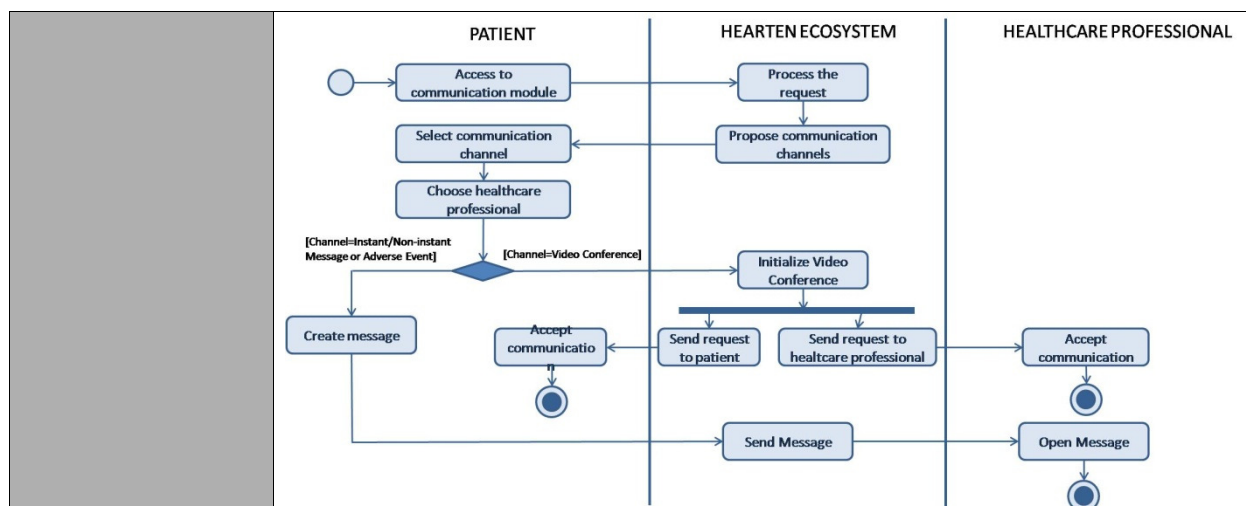 PATIENT
HEARTEN ECOSYSTEM
HEALTHCARE PROFESSIONAL
Access to
communication module
Process the
request
Select communication
channel
Propose communication
channels
Choose healthcare
professional
[Channel=Instant/Non-instant
Message or Adverse Event]
[Channel=Video Conference]
Initialize Video
Conference
Create message
Accept
communicatio
n
Send request
to patient
Send request to
healtcare professional
Accept
communication
Send Message
Open Message